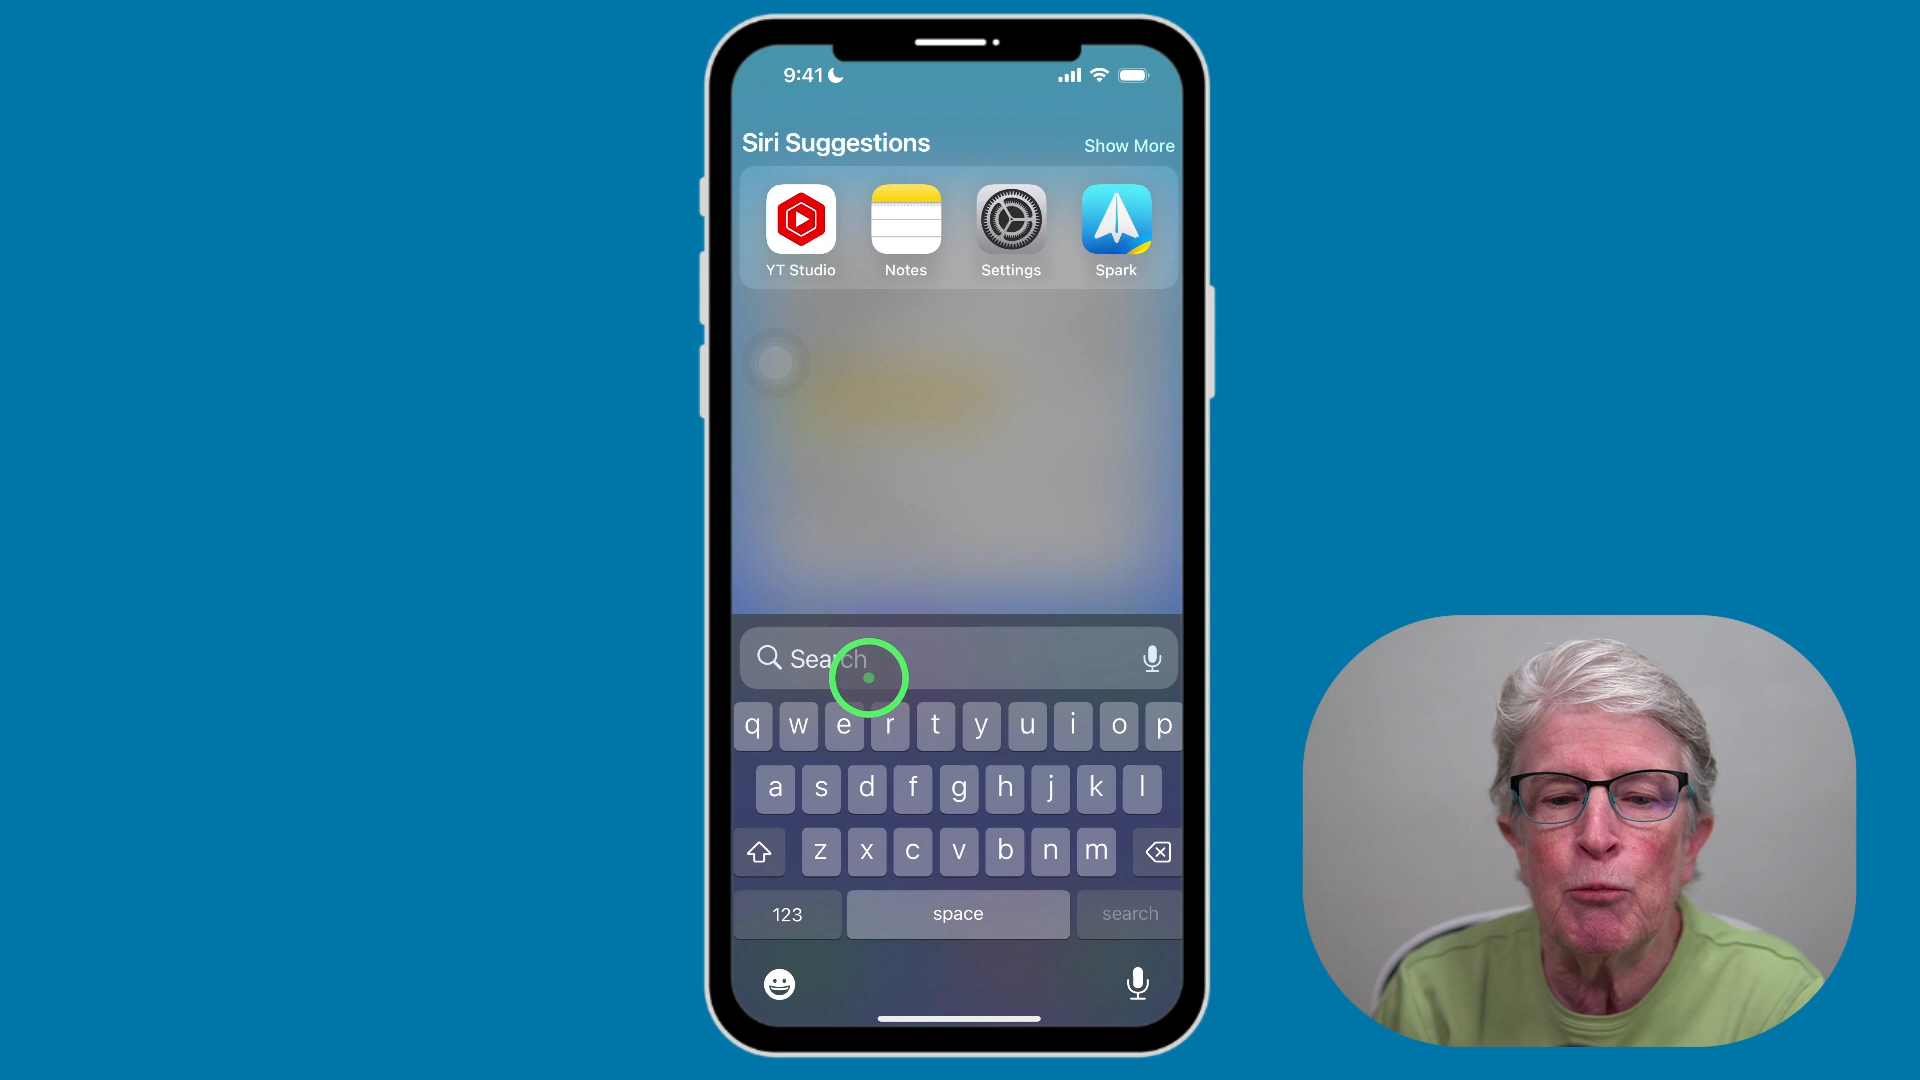 9:41
Siri Suggestions
Show More
YT Studio
Notes
Settings
Spark
Search
q w e r t y u i o p
a s d f g h j k l
z x c v b n m
123
space
search